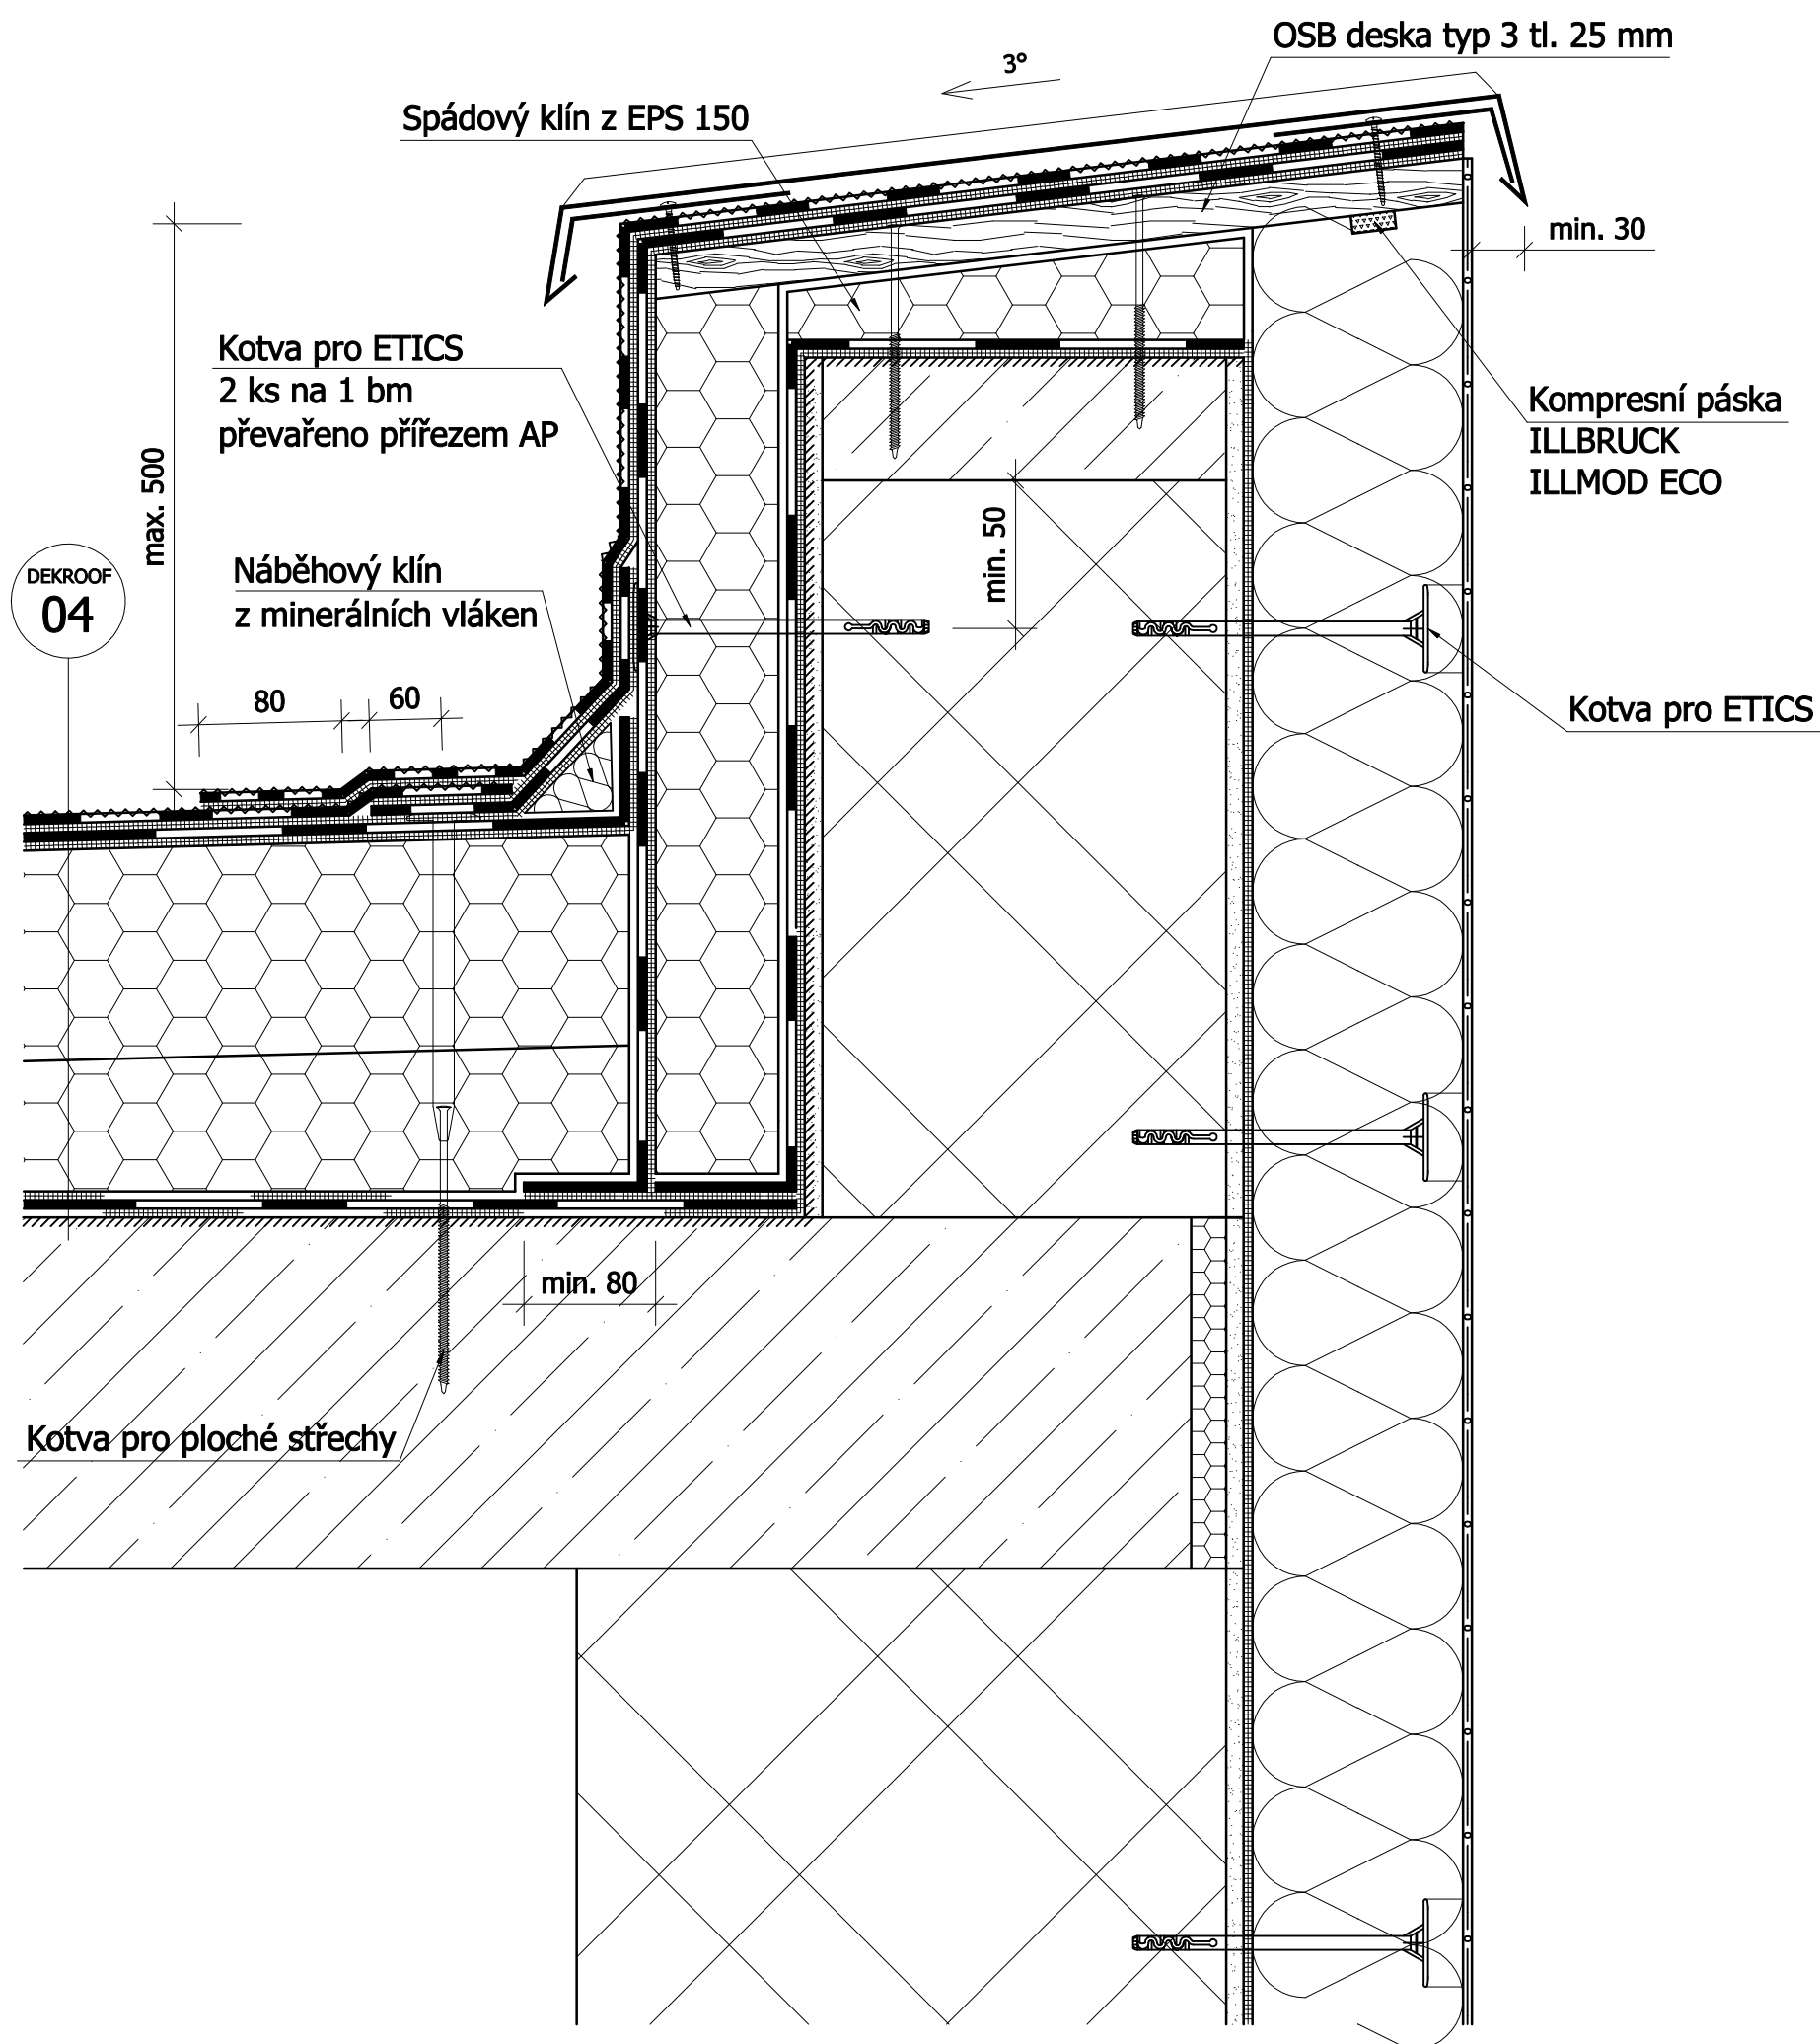 OSB deska typ 3 tl. 25 mm
3°
Spádový klín z EPS 150
min. 30
Kotva pro ETICS
2 ks na 1 bm
převařeno přířezem AP
Kompresní páska
ILLBRUCK
ILLMOD ECO
max. 500
min. 50
DEKROOF
04
Náběhový klín
z minerálních vláken
80
60
Kotva pro ETICS
min. 80
Kotva pro ploché střechy